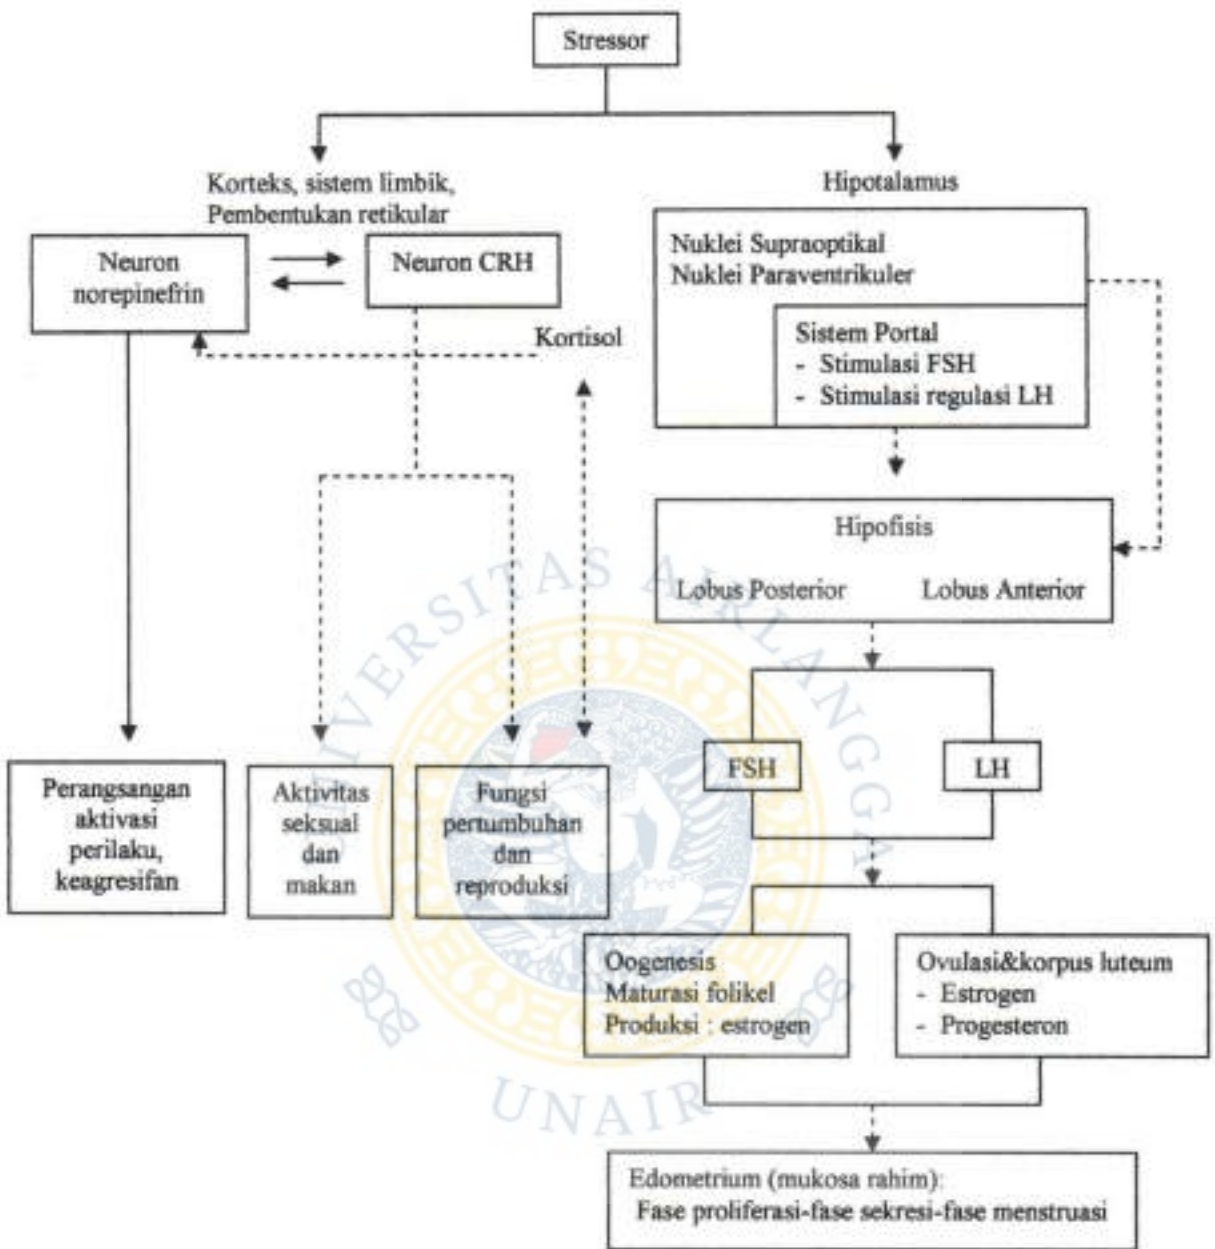 Stressor
Korteks, sistem limbik,
Pembentukan retikular
Neuron
norepinefrin
Neuron CRH
Kortisol
Hipotalamus
Nuklei Supraoptikal
Nuklei Paraventrikuler
Sistem Portal
- Stimulasi FSH
- Stimulasi regulasi LH
Hipofisis
Lobus Posterior Lobus Anterior
FSH
LH
Perangsangan
aktivasi
perilaku,
keagresifan
Aktivitas
seksual
dan
makan
Fungsi
pertumbuhan
dan
reproduksi
Oogenesis
Maturasi folikel
Produksi : estrogen
Ovulasi&korpus luteum
- Estrogen
- Progesteron
Edometrium (mukosa rahim):
Fase proliferasi-fase sekresi-fase menstruasi
UNIVERSITAS AIRLANGGA
UNAIR